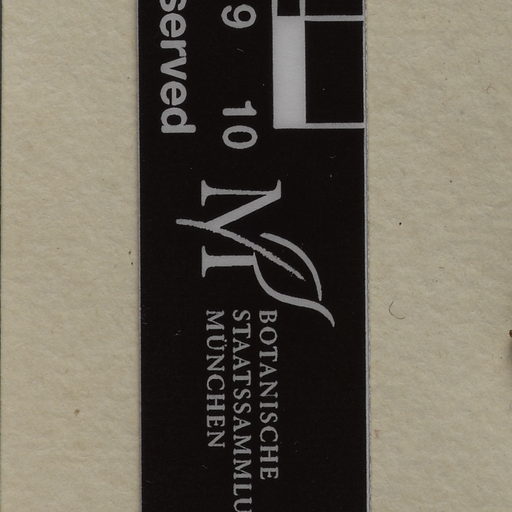 9 10
served
M
BOTANISCHE
STAATSSAMMLU
MÜNCHEN